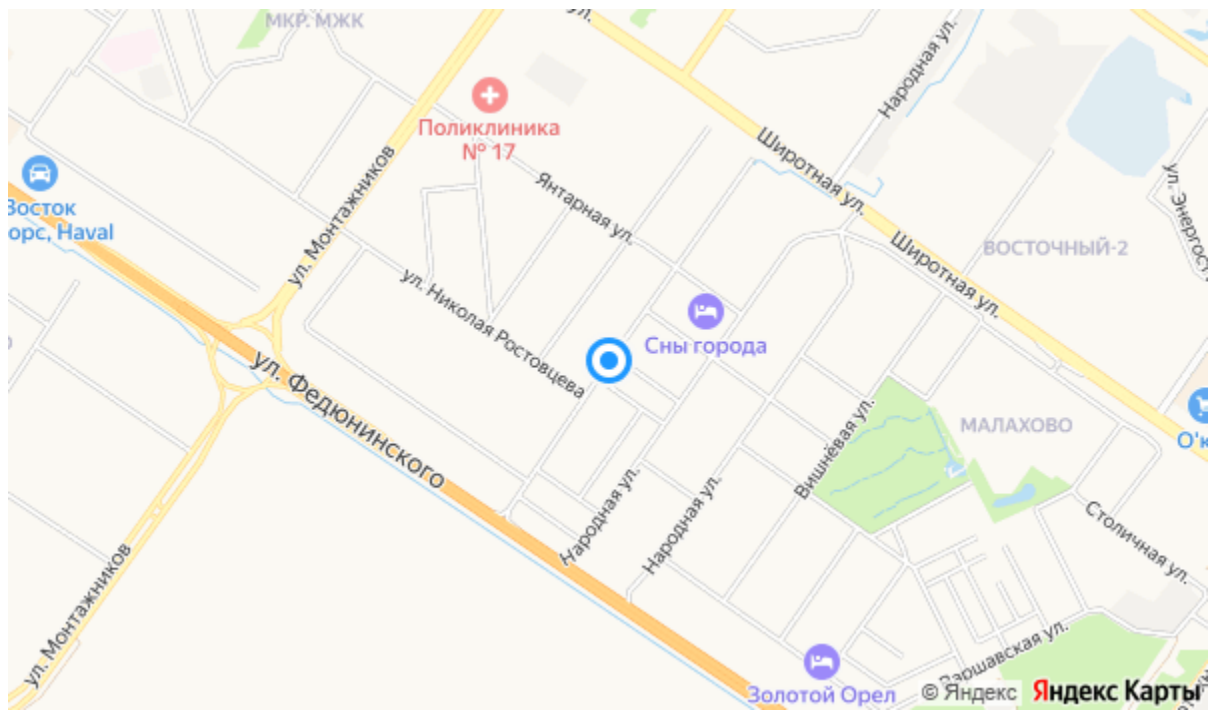 МКР. МЖК
ул.
Народная ул.
Поликлиника
№ 17
Широтная ул.
ул. Энергост
Восток
орс, Haval
ул. Монтажников
Янтарная ул.
Широтная ул.
ВОСТОЧНЫЙ-2
ул. Николая Ростовцева
Сны города
ул. Федюнинского
Вишнёвая ул.
МАЛАХОВО
О'к
Народная ул.
Народная ул.
Столичная ул.
ул. Монтажников
Варшавская ул.
Золотой Орел
© Яндекс Яндекс Карты